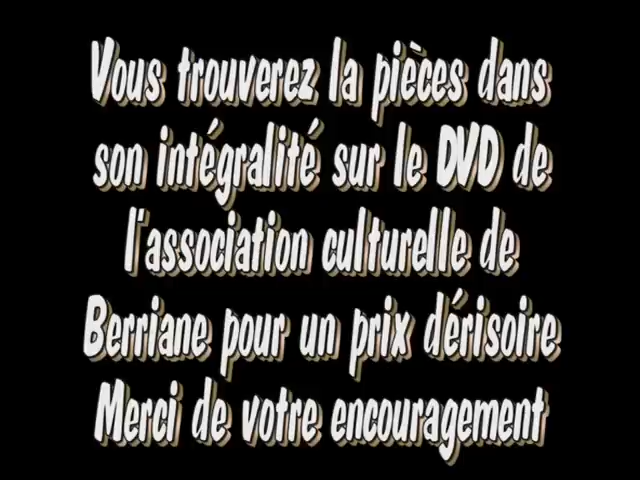 Vous trouverez la pièces dans
son intégralité sur le DVD de
l'association culturelle de
Berriane pour un prix dérisoire
Merci de votre encouragement